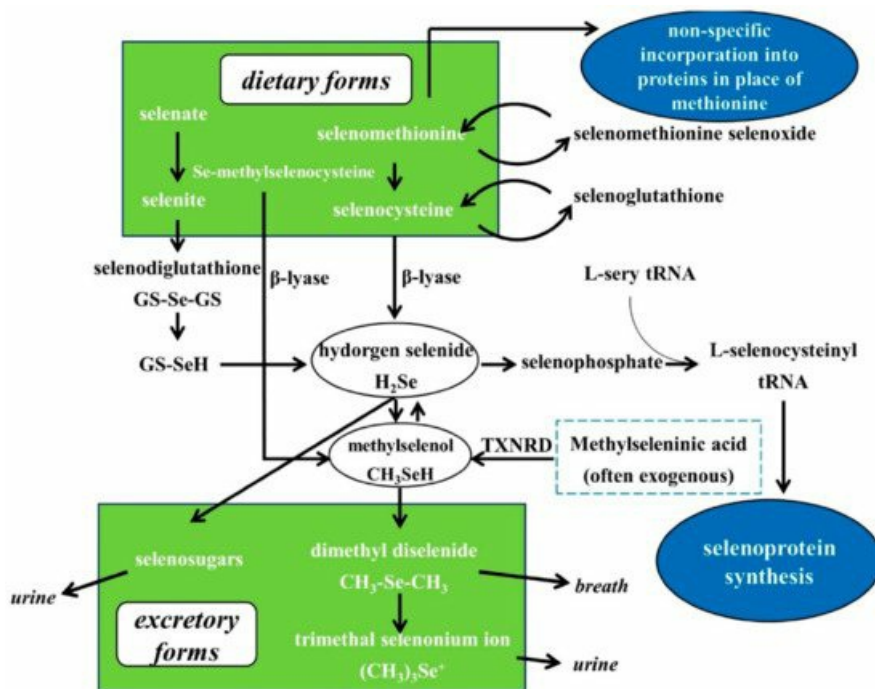 non-specific
incorporation into
proteins in place of
methionine
dietary forms
selenate
selenomethionine
selenomethionine selenoxide
Se-methylselenocysteine
selenite
selenocysteine
selenoglutathione
selenodiglutathione
GS-Se-GS
β-lyase
β-lyase
L-sery tRNA
GS-SeH
hydorgen selenide
H₂Se
selenophosphate
L-selenocysteinyl
tRNA
methylselenol
CH₃SeH
TXNRD
Methylseleninic acid
(often exogenous)
selenosugars
dimethyl diselenide
CH₃-Se-CH₃
selenoprotein
synthesis
urine
breath
excretory
forms
trimethal selenonium ion
(CH₃)₃Se⁺
urine